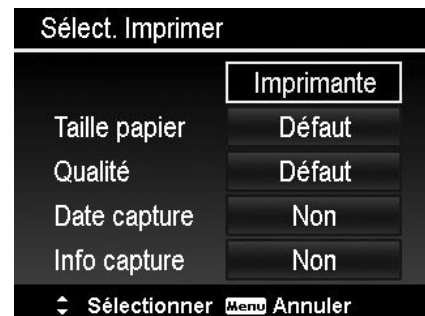 Sélect. Imprimer
Imprimante
Taille papier Défaut
Qualité Défaut
Date capture Non
Info capture Non
Sélectionner Menu Annuler